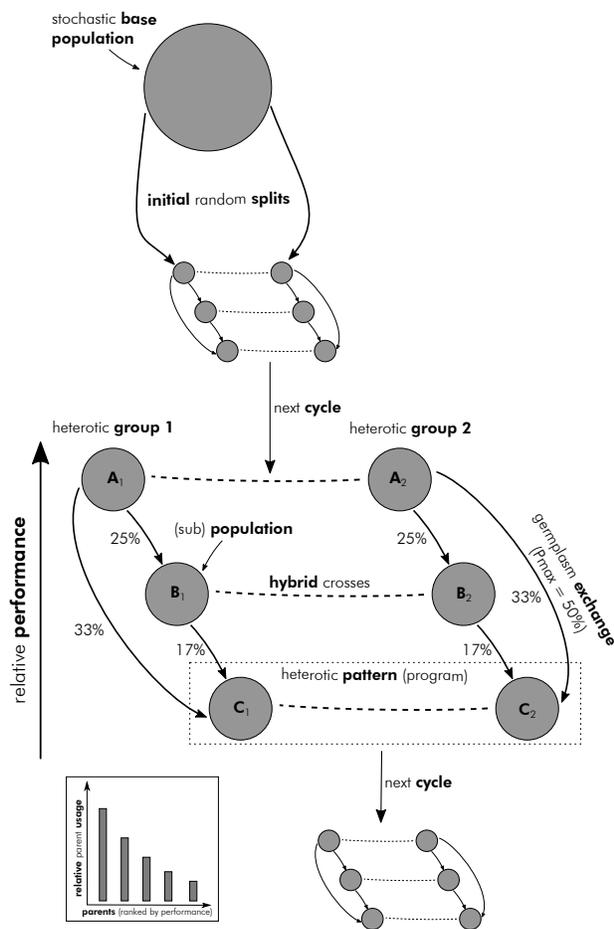 stochastic base
population
initial random splits
next cycle
heterotic group 1
heterotic group 2
A1
A2
25%
(sub) population
25%
germplasm exchange
(Pmax = 50%)
B1
hybrid crosses
B2
33%
33%
17%
17%
heterotic pattern (program)
C1
C2
relative performance
next cycle
relative parent usage
parents (ranked by performance)